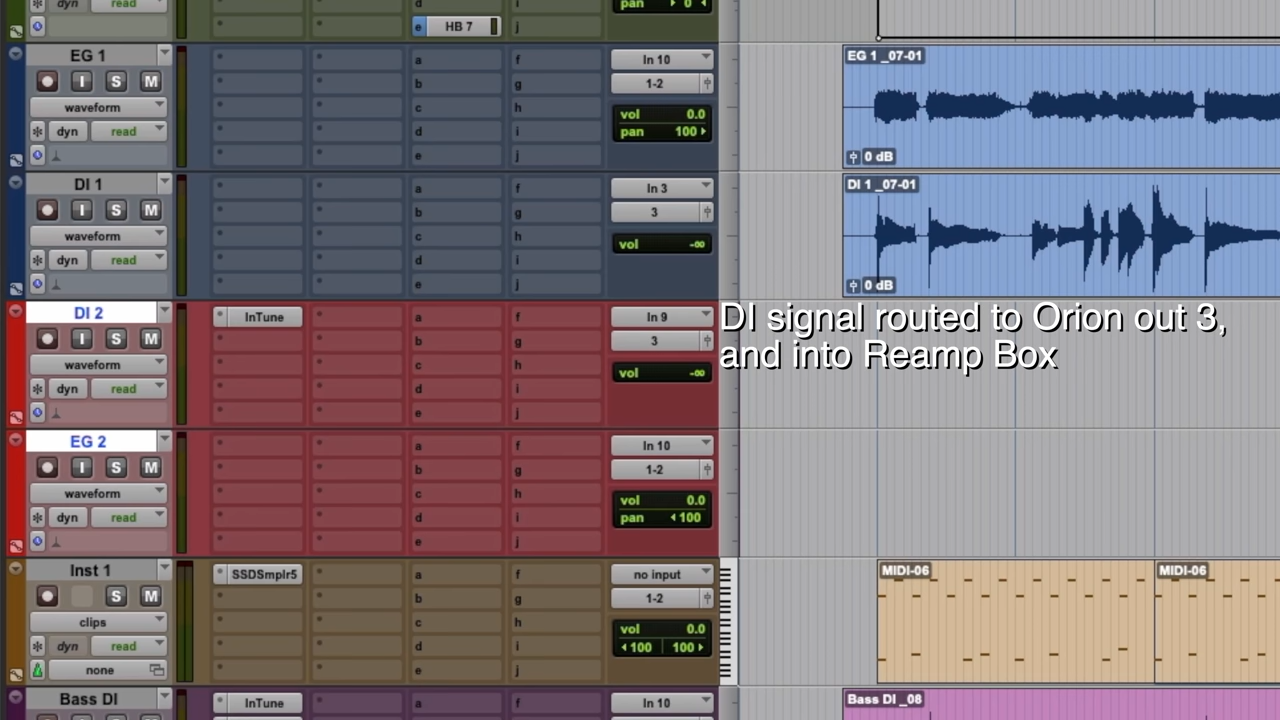 dyn read d i pan 0
e HB 7 j
EG 1 a f In 10 EG 1 _07-01
I S M b g 1-2
waveform c h vol 0.0
dyn read d i pan 100
e j 0 dB
DI 1 a f In 3 DI 1 _07-01
I S M b g 3
waveform c h vol -∞
dyn read d i
e j 0 dB
DI 2 InTune a f In 9
DI signal routed to Orion out 3,
I S M b g 3
and into Reamp Box
waveform c h vol -∞
dyn read d i
e j
EG 2 a f In 10
I S M b g 1-2
waveform c h vol 0.0
dyn read d i pan 100
e j
Inst 1 SSDSmplr5 a f no input MIDI-06 MIDI-06
S M b g 1-2
clips c h vol 0.0
dyn read d i 100 100
none e j
Bass DI InTune a f In 10 Bass DI _08